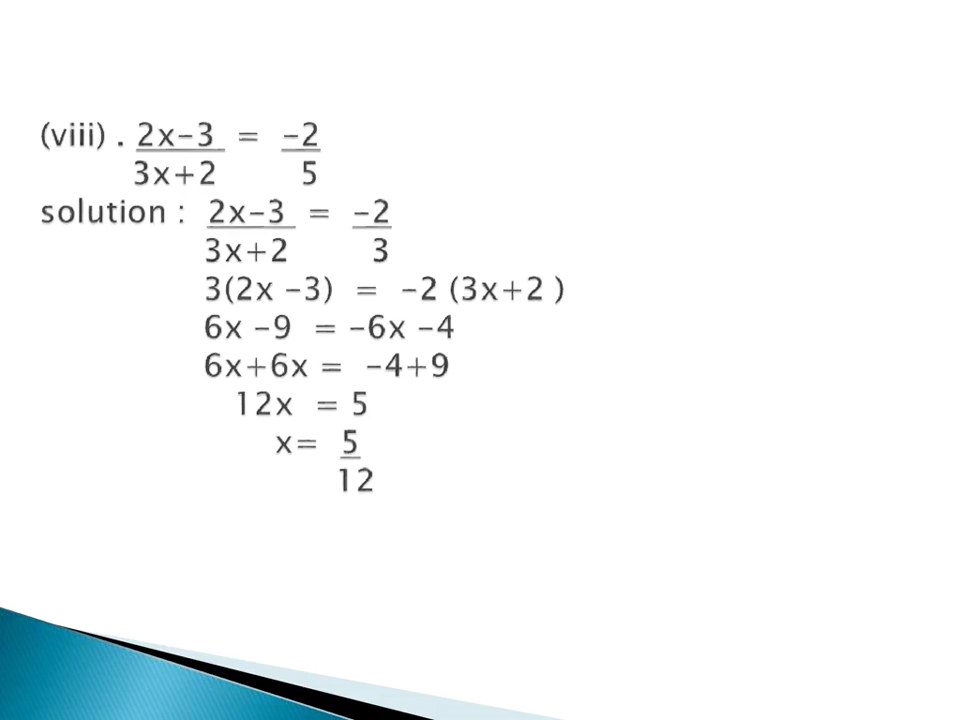 (viii) . 2x-3 = -2
3x+2 5
solution : 2x-3 = -2
3x+2 3
3(2x -3) = -2 (3x+2 )
6x -9 = -6x -4
6x+6x = -4+9
12x = 5
x= 5
12